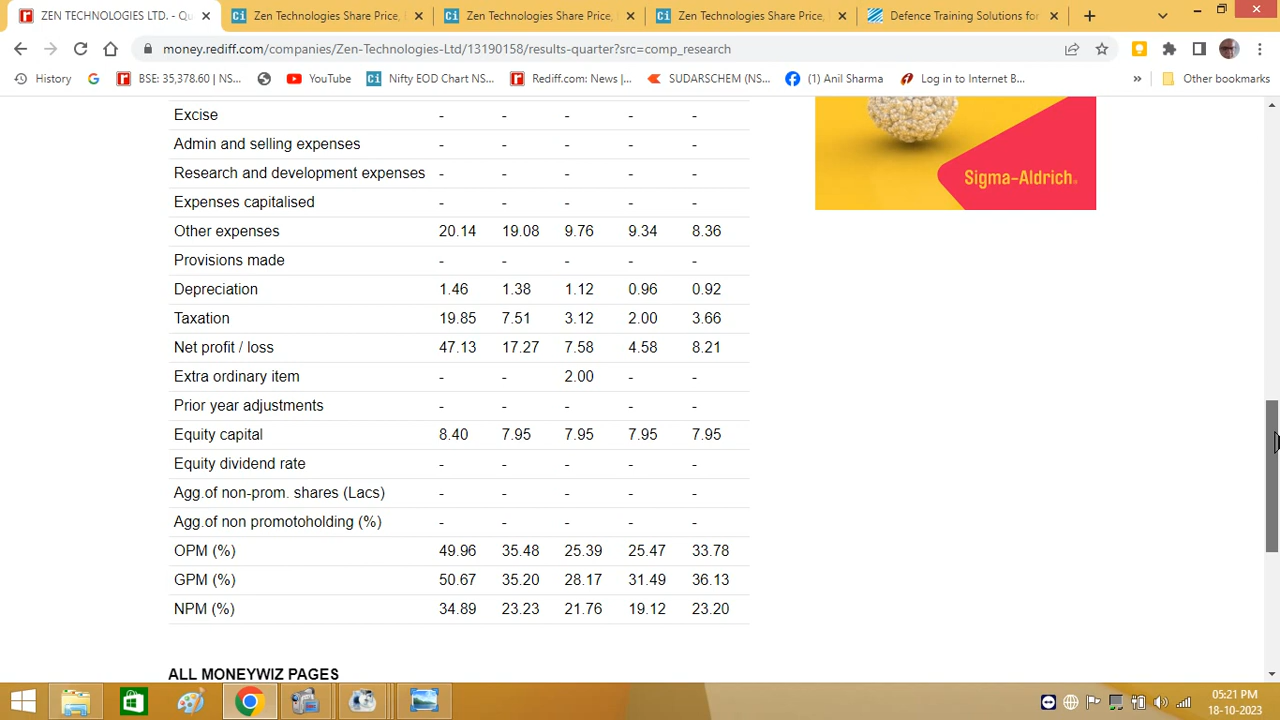 ZEN TECHNOLOGIES LTD. - Qu
Zen Technologies Share Price,
Zen Technologies Share Price,
Zen Technologies Share Price,
Defence Training Solutions for
money.rediff.com/companies/Zen-Technologies-Ltd/13190158/results-quarter?src=comp_research
History
BSE: 35,378.60 | NS...
YouTube
Nifty EOD Chart NS...
Rediff.com: News |...
SUDARSCHEM (NS...
(1) Anil Sharma
Log in to Internet B...
»
Other bookmarks
Excise - - - - -
Admin and selling expenses - - - - -
Research and development expenses - - - - -
Expenses capitalised - - - - -
Other expenses 20.14 19.08 9.76 9.34 8.36
Provisions made - - - - -
Depreciation 1.46 1.38 1.12 0.96 0.92
Taxation 19.85 7.51 3.12 2.00 3.66
Net profit / loss 47.13 17.27 7.58 4.58 8.21
Extra ordinary item - - 2.00 - -
Prior year adjustments - - - - -
Equity capital 8.40 7.95 7.95 7.95 7.95
Equity dividend rate - - - - -
Agg.of non-prom. shares (Lacs) - - - - -
Agg.of non promotoholding (%) - - - - -
OPM (%) 49.96 35.48 25.39 25.47 33.78
GPM (%) 50.67 35.20 28.17 31.49 36.13
NPM (%) 34.89 23.23 21.76 19.12 23.20
ALL MONEYWIZ PAGES
Sigma-Aldrich.
05:21 PM
18-10-2023